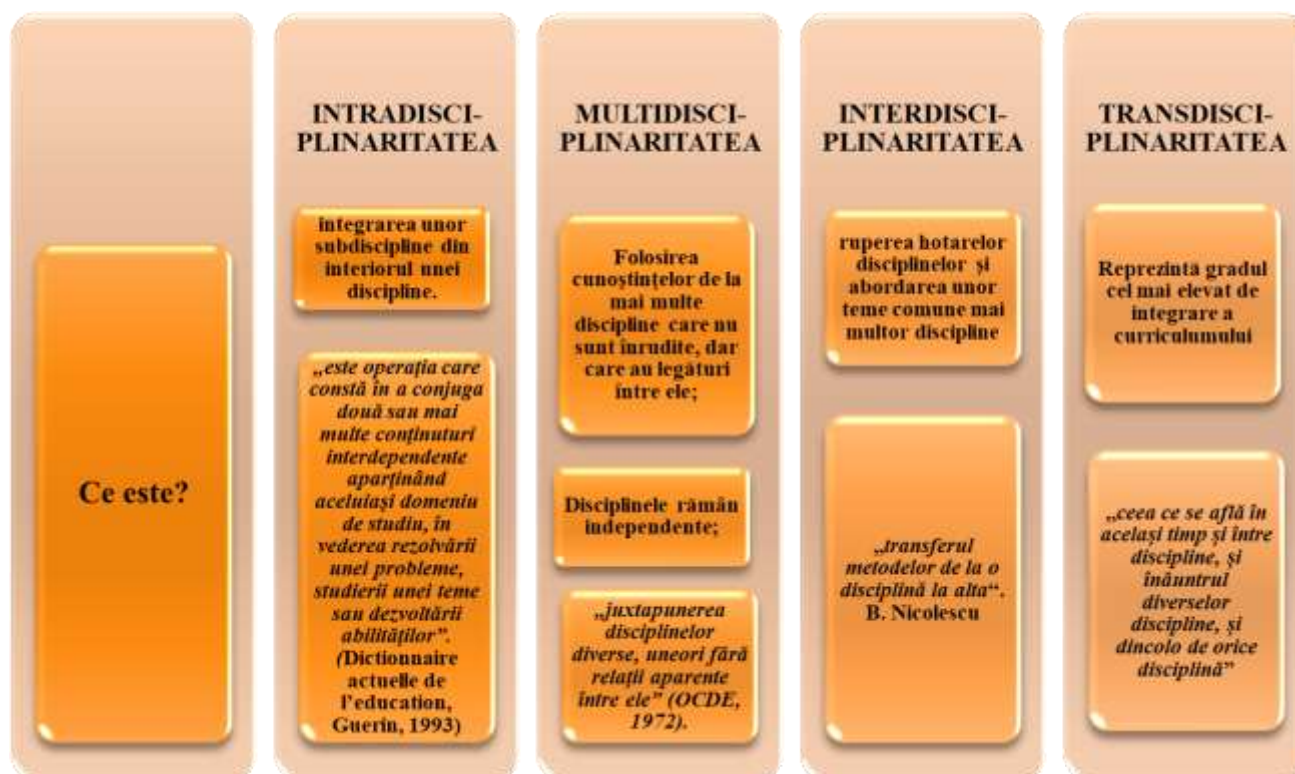 Ce este?
INTRADISCI-
PLINARITATEA
integrarea unor
subdiscipline din
interiorul unei
discipline.
„este operația care
constă în a conjuga
două sau mai
multe conținuturi
interdependente
aparținând
aceluiași domeniu
de studiu, în
vederea rezolvării
unei probleme,
studierii unei teme
sau dezvoltării
abilităților”.
(Dictionnaire
actuelle de
l’education,
Guerin, 1993)
MULTIDISCI-
PLINARITATEA
Folosirea
cunoștințelor de la
mai multe
discipline care nu
sunt înrudite, dar
care au legături
între ele;
Disciplinele rămân
independente;
„juxtapunerea
disciplinelor
diverse, uneori fără
relații aparente
între ele” (OCDE,
1972).
INTERDISCI-
PLINARITATEA
ruperea hotarelor
disciplinelor și
abordarea unor
teme comune mai
multor discipline
„transferul
metodelor de la o
disciplină la alta“.
B. Nicolescu
TRANSDISCI-
PLINARITATEA
Reprezintă gradul
cel mai elevat de
integrare a
curriculumului
„ceea ce se află în
același timp și între
discipline, și
înăuntrul
diverselor
discipline, și
dincolo de orice
disciplină”